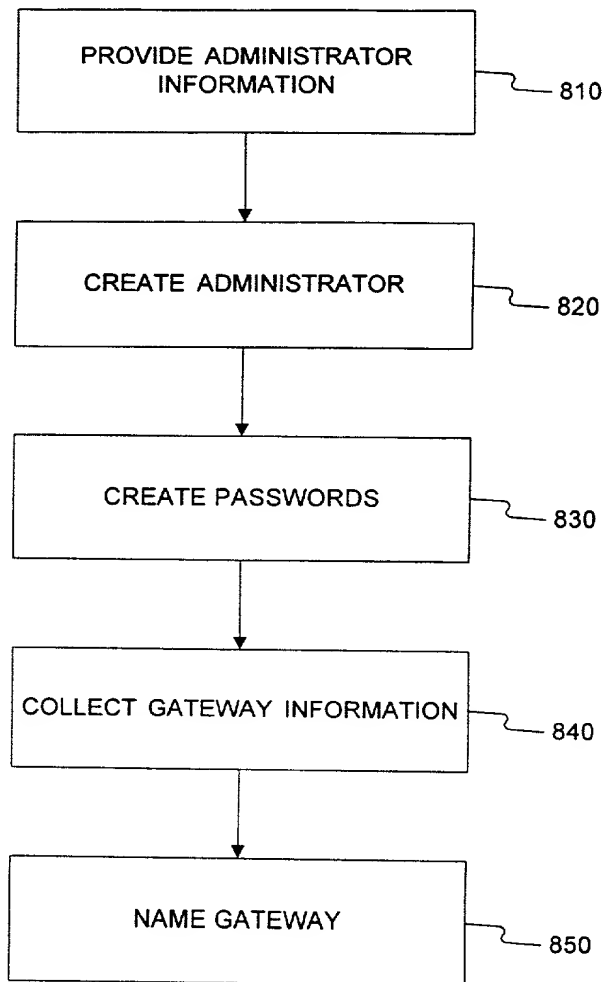 PROVIDE ADMINISTRATOR
INFORMATION
810
CREATE ADMINISTRATOR
820
CREATE PASSWORDS
830
COLLECT GATEWAY INFORMATION
840
NAME GATEWAY
850